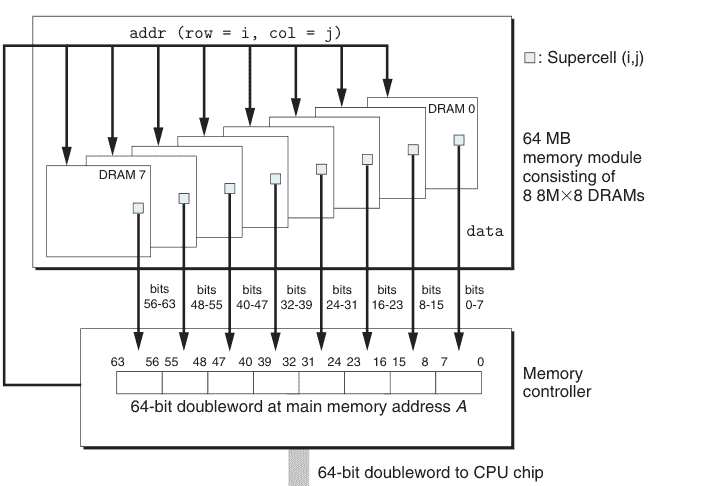 addr (row = i, col = j)
: Supercell (i,j)
DRAM 0
64 MB
memory module
consisting of
8 8M×8 DRAMs
DRAM 7
data
bits
56-63
bits
48-55
bits
40-47
bits
32-39
bits
24-31
bits
16-23
bits
8-15
bits
0-7
63 56 55 48 47 40 39 32 31 24 23 16 15 8 7 0
64-bit doubleword at main memory address A
Memory
controller
64-bit doubleword to CPU chip